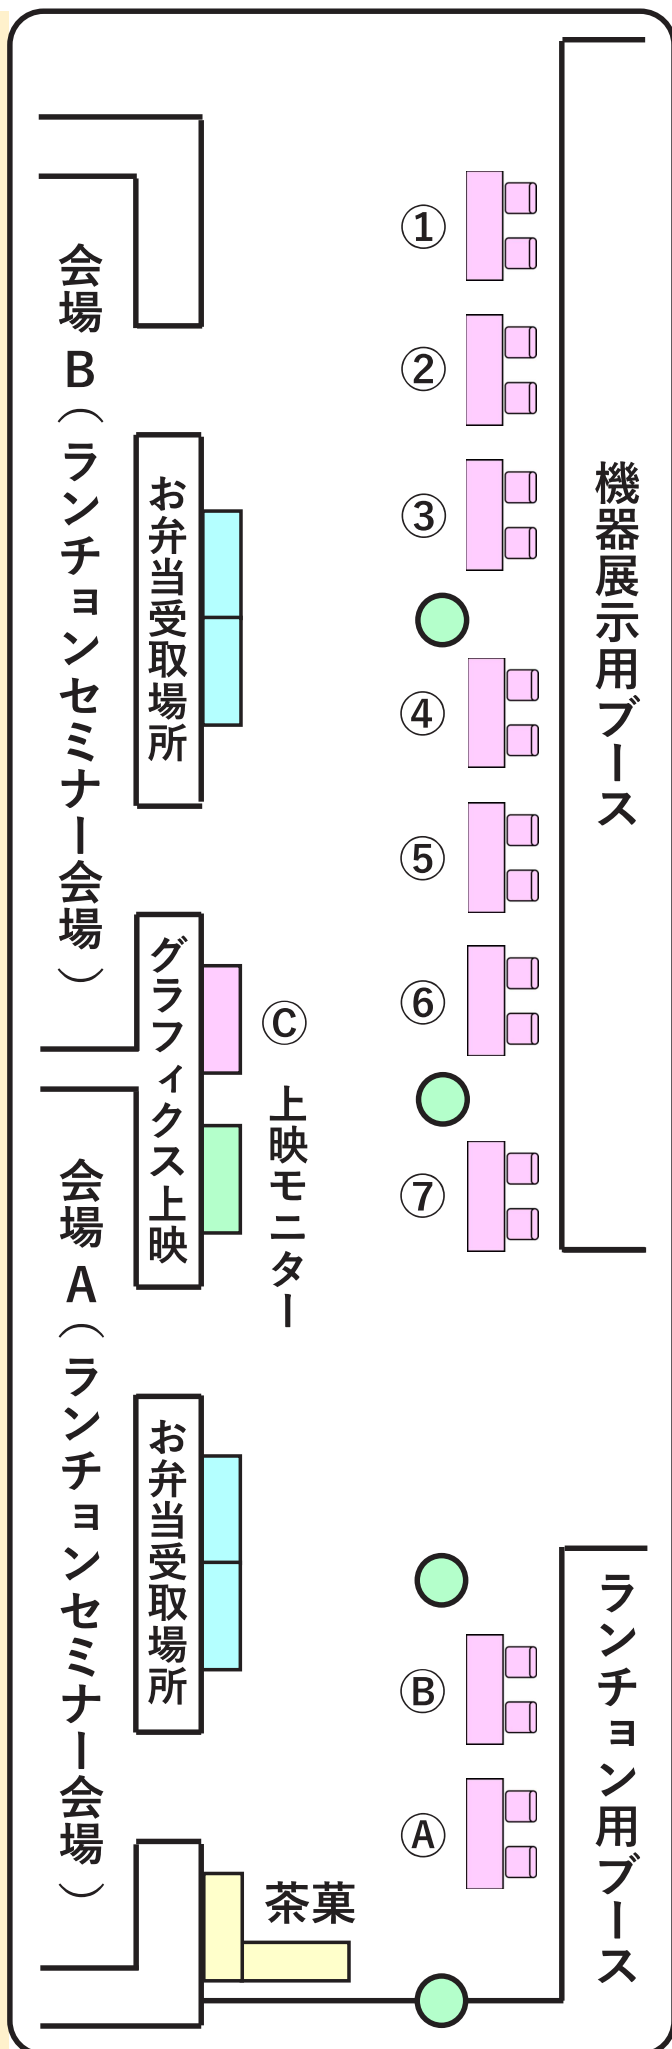 機器展示用ブース
①
②
③
④
⑤
⑥
⑦
会場B（ランチョンセミナー会場）
お弁当受取場所
グラフィクス上映
Ⓒ
上映モニター
会場A（ランチョンセミナー会場）
お弁当受取場所
ランチョン用ブース
Ⓑ
Ⓐ
茶菓